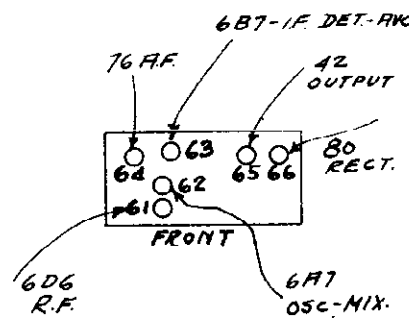 6B7-I.F. DET.-AVC
76 A.F.
42
OUTPUT
63
64
65 66
80
RECT.
62
61
FRONT
6D6
R.F.
6A7
OSC-MIX.